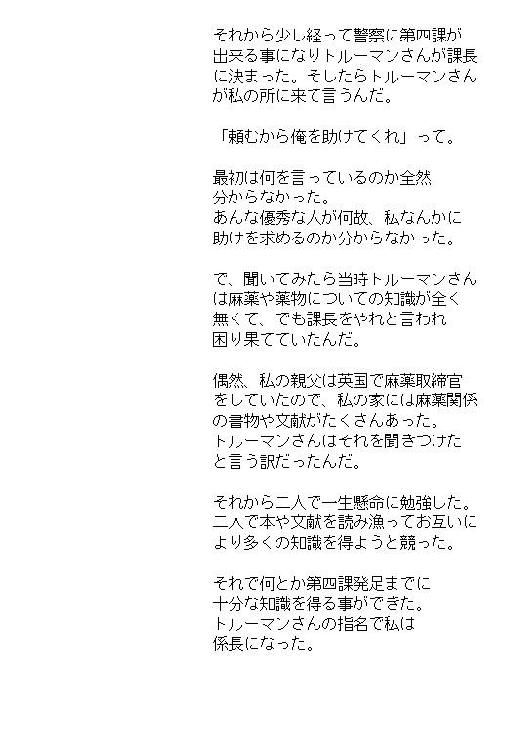 それから少し経って警察に第四課が
出来る事になりトルーマンさんが課長
に決まった。そしたらトルーマンさん
が私の所に来て言うんだ。
「頼むから俺を助けてくれ」って。
最初は何を言っているのか全然
分からなかった。
あんな優秀な人が何故、私なんかに
助けを求めるのか分からなかった。
で、聞いてみたら当時トルーマンさん
は麻薬や薬物についての知識が全く
無くて、でも課長をやれと言われ
困り果てていたんだ。
偶然、私の親父は英国で麻薬取締官
をしていたので、私の家には麻薬関係
の書物や文献がたくさんあった。
トルーマンさんはそれを聞きつけた
と言う訳だったんだ。
それから二人で一生懸命に勉強した。
二人で本や文献を読み漁ってお互いに
より多くの知識を得ようと競った。
それで何とか第四課発足までに
十分な知識を得る事ができた。
トルーマンさんの指名で私は
係長になった。